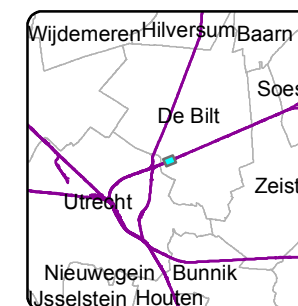 Wijdemeren Hilversum Baarn
Soes
De Bilt
Zeist
Utrecht
Nieuwegein Bunnik
IJsselstein Houten